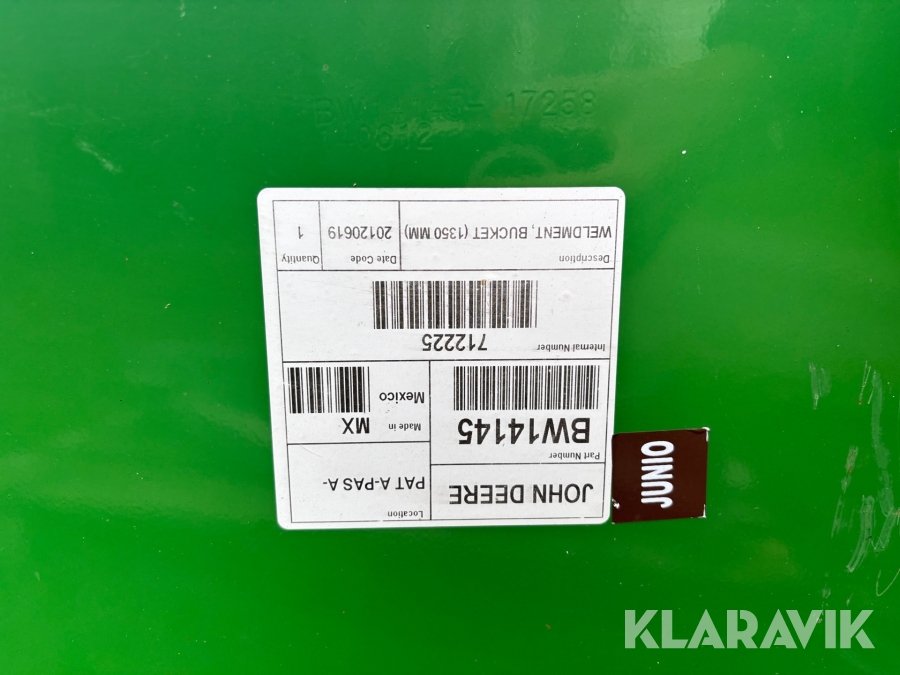 JOHN DEERE
Location
PAT A-PAS A-
Part Number
BW14145
Made in MX
Mexico
Internal Number
712225
Description
WELDMENT, BUCKET (1350 MM)
Date Code
20120619
Quantity
1
JUNIO
17258
KLARAVIK